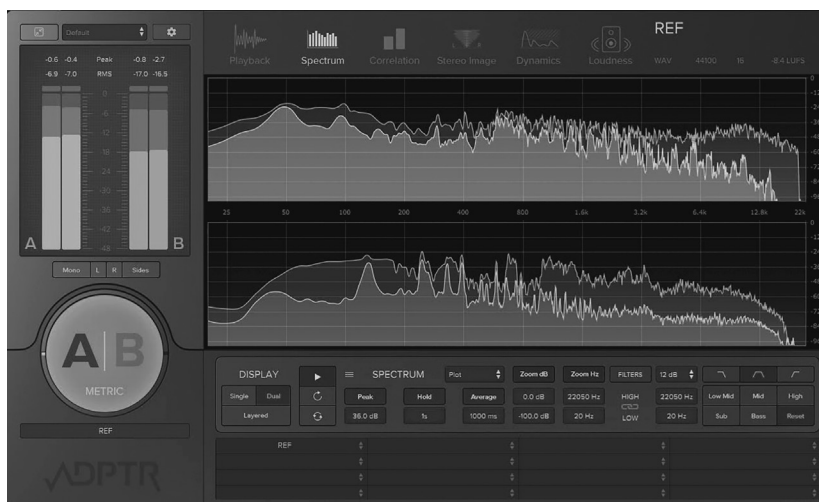 Default
REF
-0.6 -0.4 Peak -0.8 -2.7
-6.9 -7.0 RMS -17.0 -16.5
Playback Spectrum Correlation Stereo Image Dynamics Loudness
WAV 44100 16 -8.4 LUFS
A B
Mono L R Sides
25 50 100 200 400 800 1.6k 3.2k 6.4k 12.8k 22k
A B
METRIC
REF
ADPTR
DISPLAY
Single Dual
Layered
SPECTRUM Plot Zoom dB Zoom Hz FILTERS 12 dB
Peak Hold Average 0.0 dB 22050 Hz HIGH 22050 Hz Low Mid Mid High
36.0 dB 1s 1000 ms -100.0 dB 20 Hz LOW 20 Hz Sub Bass Reset
REF